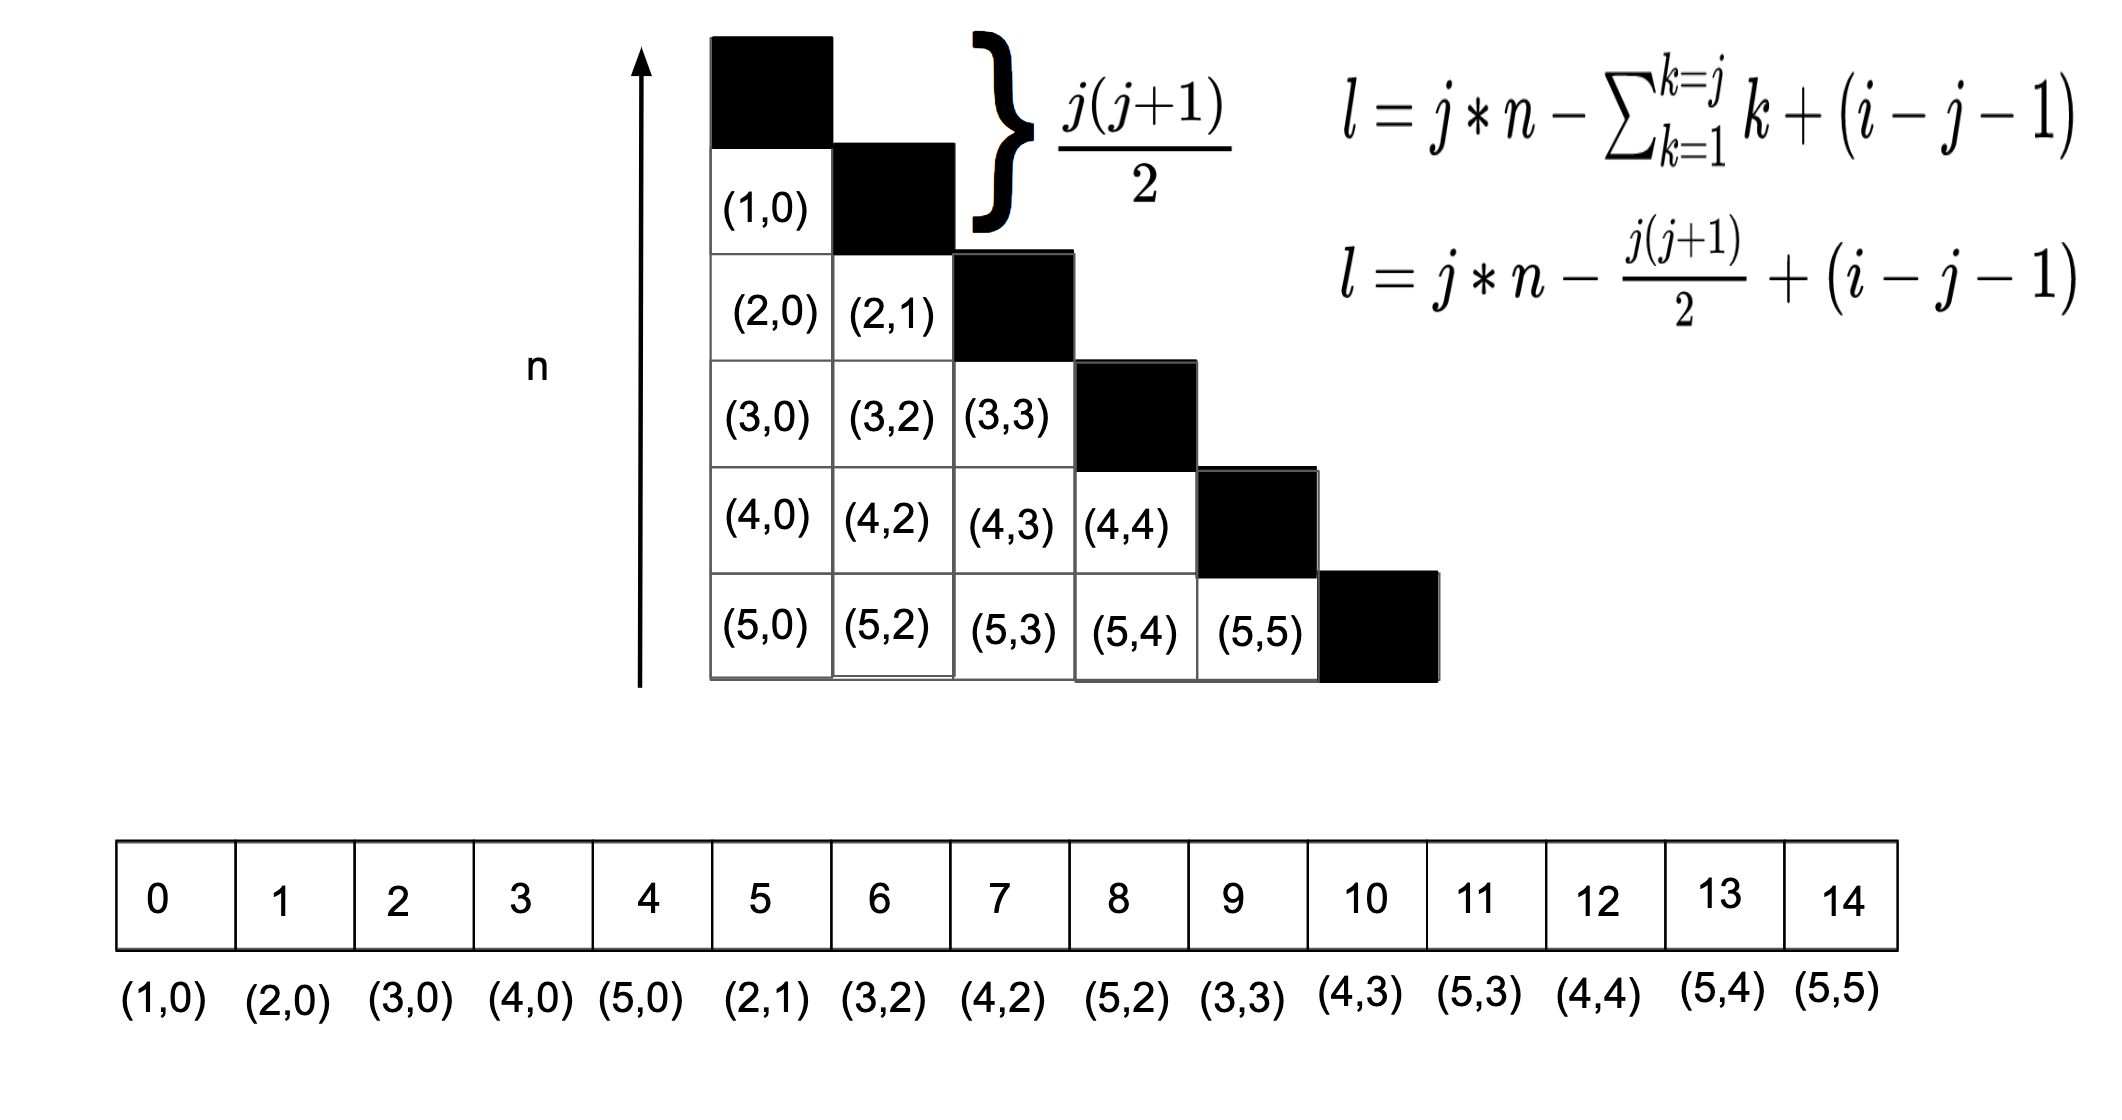 n
j(j+1)
2
l = j * n − ∑ k=j k=1 k + (i − j − 1)
l = j * n − j(j+1) 2 + (i − j − 1)
(1,0)
(2,0) (2,1)
(3,0) (3,2) (3,3)
(4,0) (4,2) (4,3) (4,4)
(5,0) (5,2) (5,3) (5,4) (5,5)
0 1 2 3 4 5 6 7 8 9 10 11 12 13 14
(1,0) (2,0) (3,0) (4,0) (5,0) (2,1) (3,2) (4,2) (5,2) (3,3) (4,3) (5,3) (4,4) (5,4) (5,5)